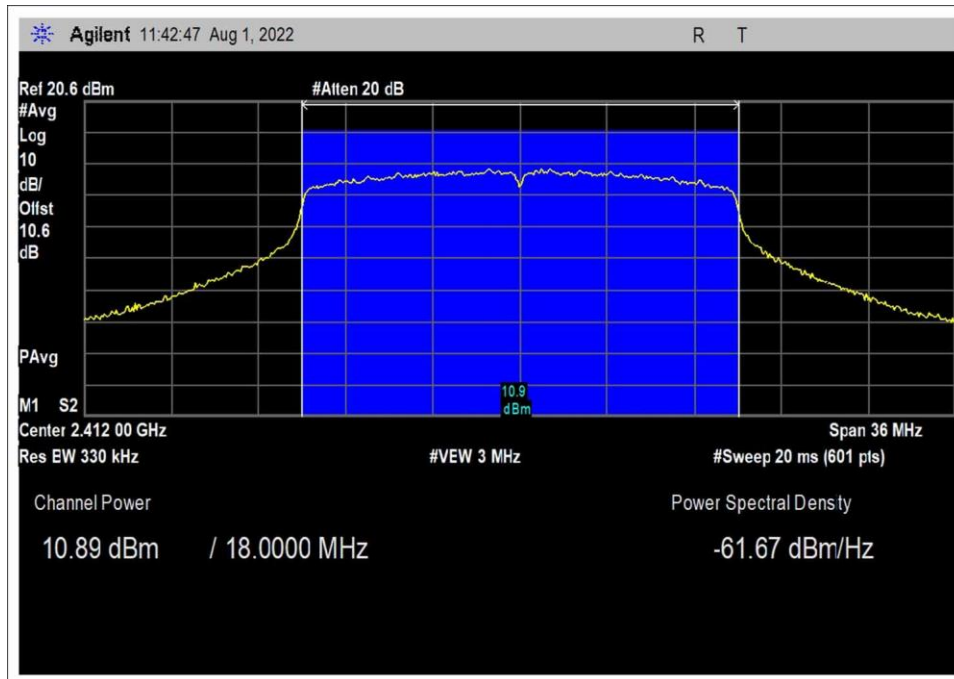 Agilent 11:42:47 Aug 1, 2022 R T
Ref 20.6 dBm #Atten 20 dB
#Avg
Log
10
dB/
Offst
10.6
dB
PAvg
10.9
dBm
M1 S2
Center 2.412 00 GHz Span 36 MHz
Res BW 330 kHz #VBW 3 MHz #Sweep 20 ms (601 pts)
Channel Power Power Spectral Density
10.89 dBm / 18.0000 MHz -61.67 dBm/Hz